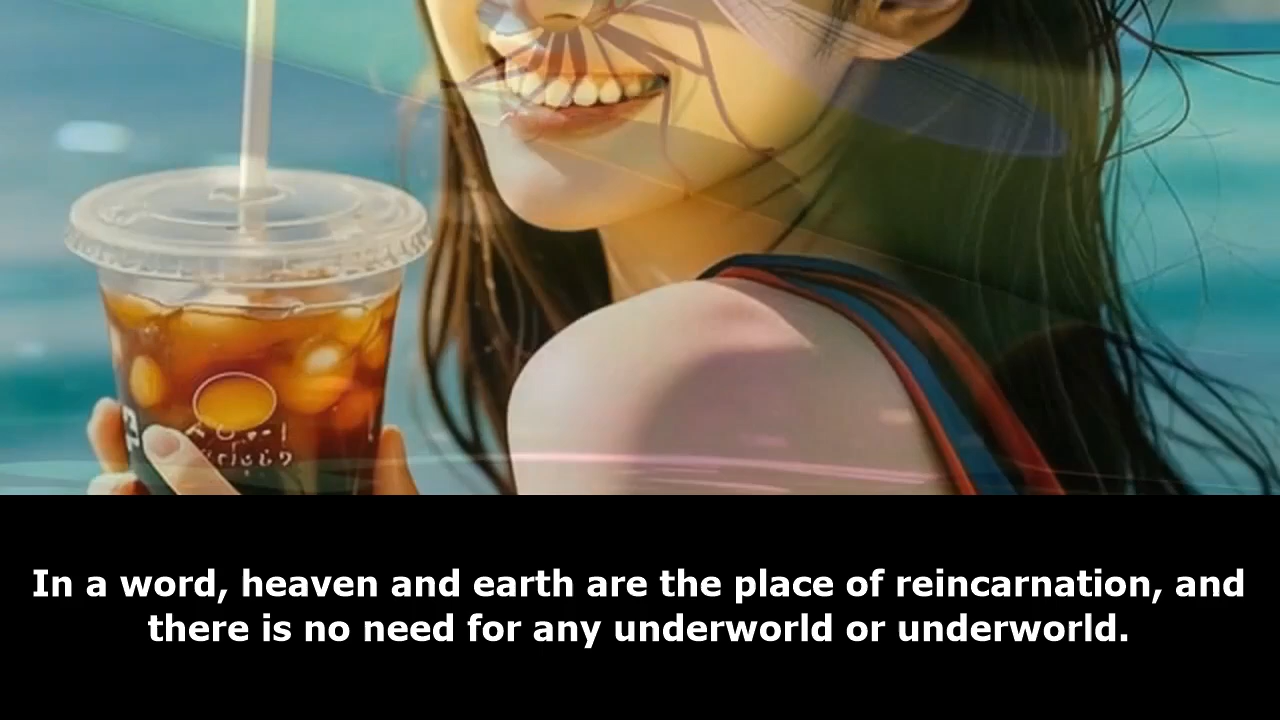 In a word, heaven and earth are the place of reincarnation, and
there is no need for any underworld or underworld.